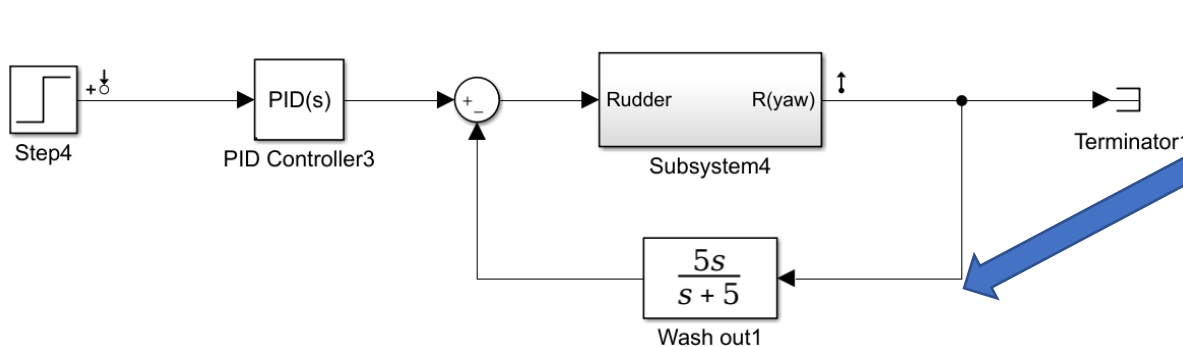 Step4
+
PID(s)
PID Controller3
+
−
Rudder
R(yaw)
Subsystem4
Terminator1
5s
s + 5
Wash out1